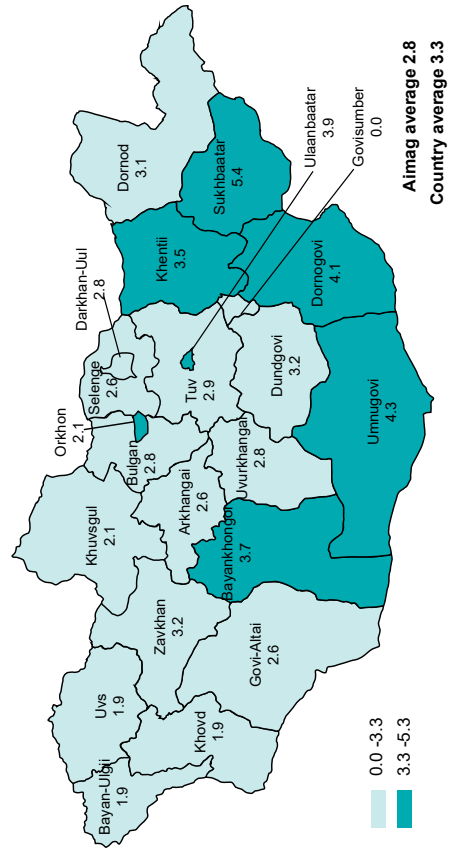 Bayan-Ulgii
1.9
Uvs
1.9
Khovd
1.9
Zavkhan
3.2
Govi-Altai
2.6
Khuvsgul
2.1
Arkhangai
2.6
Bayankhongor
3.7
Orkhon
2.1
Bulgan
2.8
Uvurkhangai
2.8
Selenge
2.6
Darkhan-Uul
2.8
Tuv
2.9
Dundgovi
3.2
Umnugovi
4.3
Khentii
3.5
Dornogovi
4.1
Dornod
3.1
Sukhbaatar
5.4
Ulaanbaatar
3.9
Govisumber
0.0
0.0 -3.3
3.3 -5.3
Aimag average 2.8
Country average 3.3